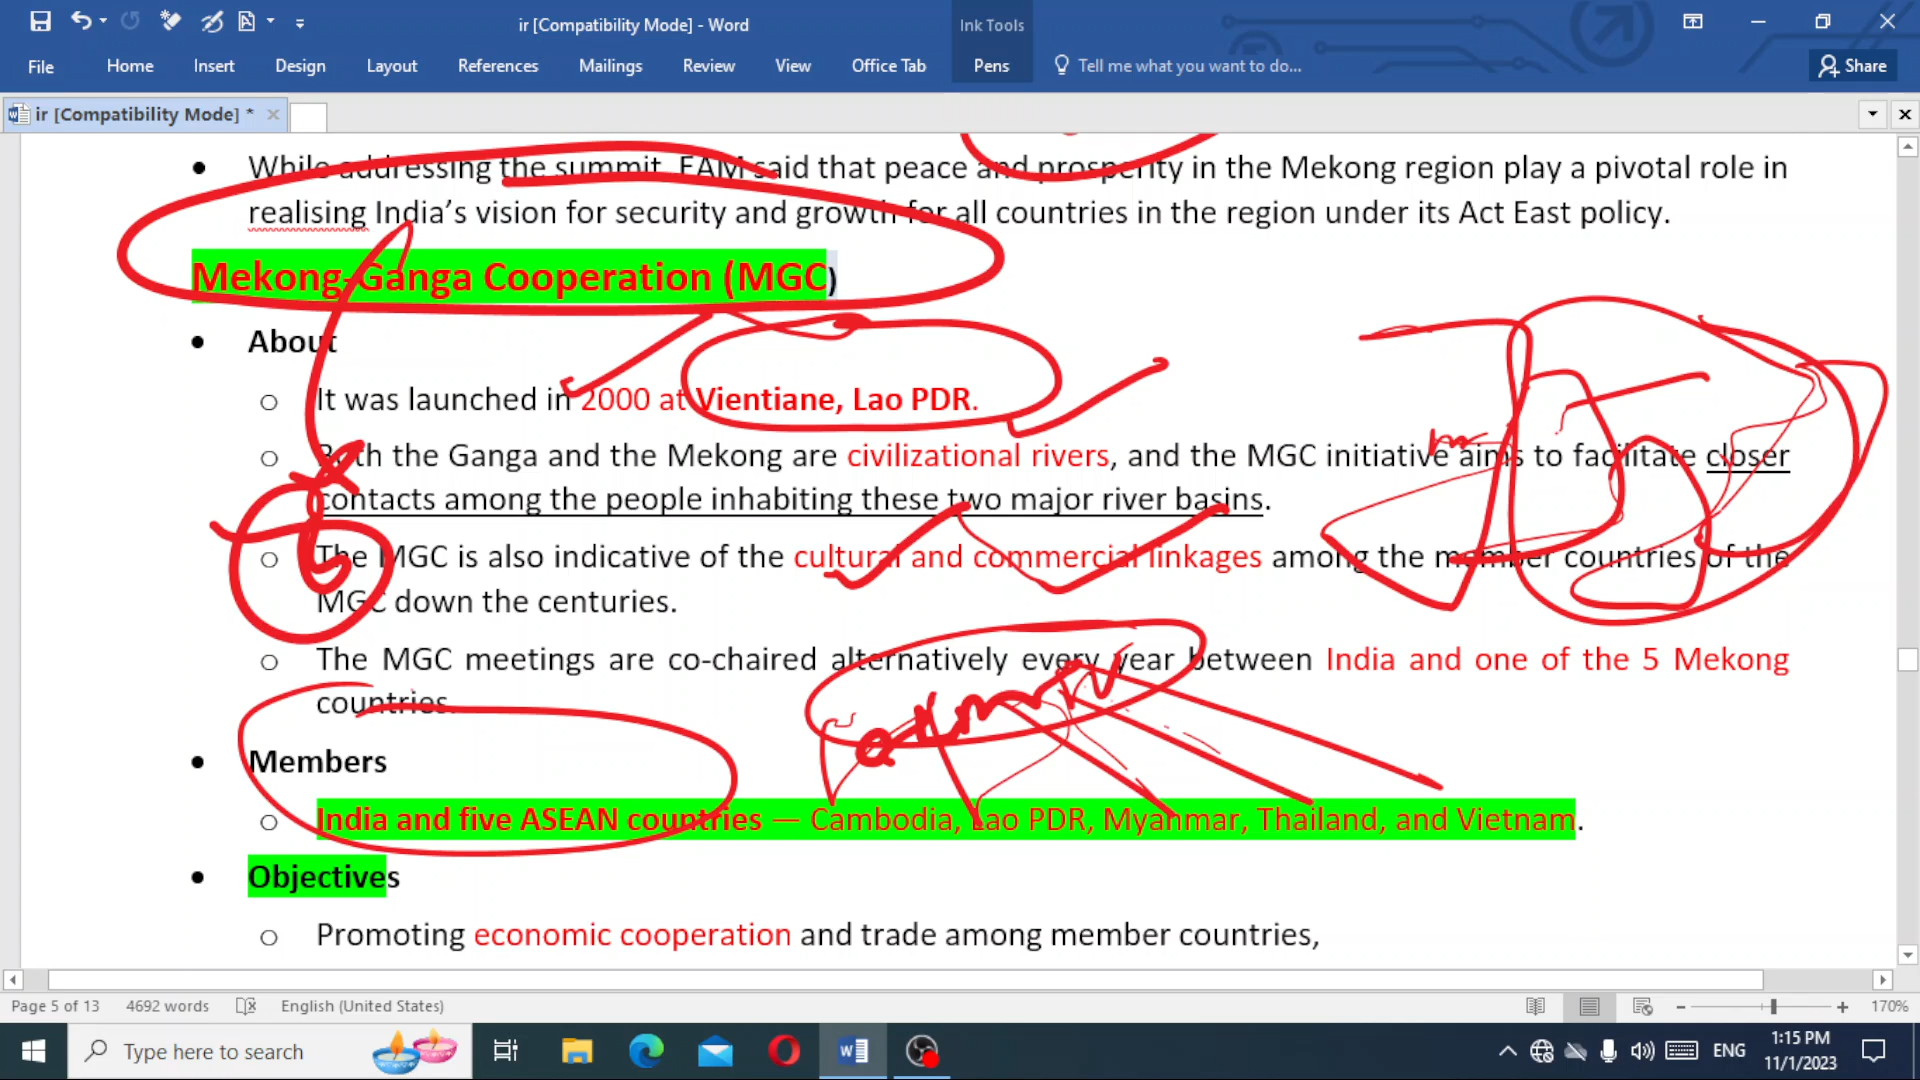 ir [Compatibility Mode] - Word
Ink Tools
File
Home
Insert
Design
Layout
References
Mailings
Review
View
Office Tab
Pens
Tell me what you want to do...
Share
ir [Compatibility Mode] *
• While addressing the summit, EAM said that peace and prosperity in the Mekong region play a pivotal role in
realising India's vision for security and growth for all countries in the region under its Act East policy.
Mekong-Ganga Cooperation (MGC)
• About
o It was launched in 2000 at Vientiane, Lao PDR.
o Both the Ganga and the Mekong are civilizational rivers, and the MGC initiative aims to facilitate closer
contacts among the people inhabiting these two major river basins.
o The MGC is also indicative of the cultural and commercial linkages among the member countries of the
MGC down the centuries.
o The MGC meetings are co-chaired alternatively every year between India and one of the 5 Mekong
countries.
• Members
o India and five ASEAN countries — Cambodia, Lao PDR, Myanmar, Thailand, and Vietnam.
• Objectives
o Promoting economic cooperation and trade among member countries,
Page 5 of 13
4692 words
English (United States)
170%
Type here to search
ENG
1:15 PM
11/1/2023